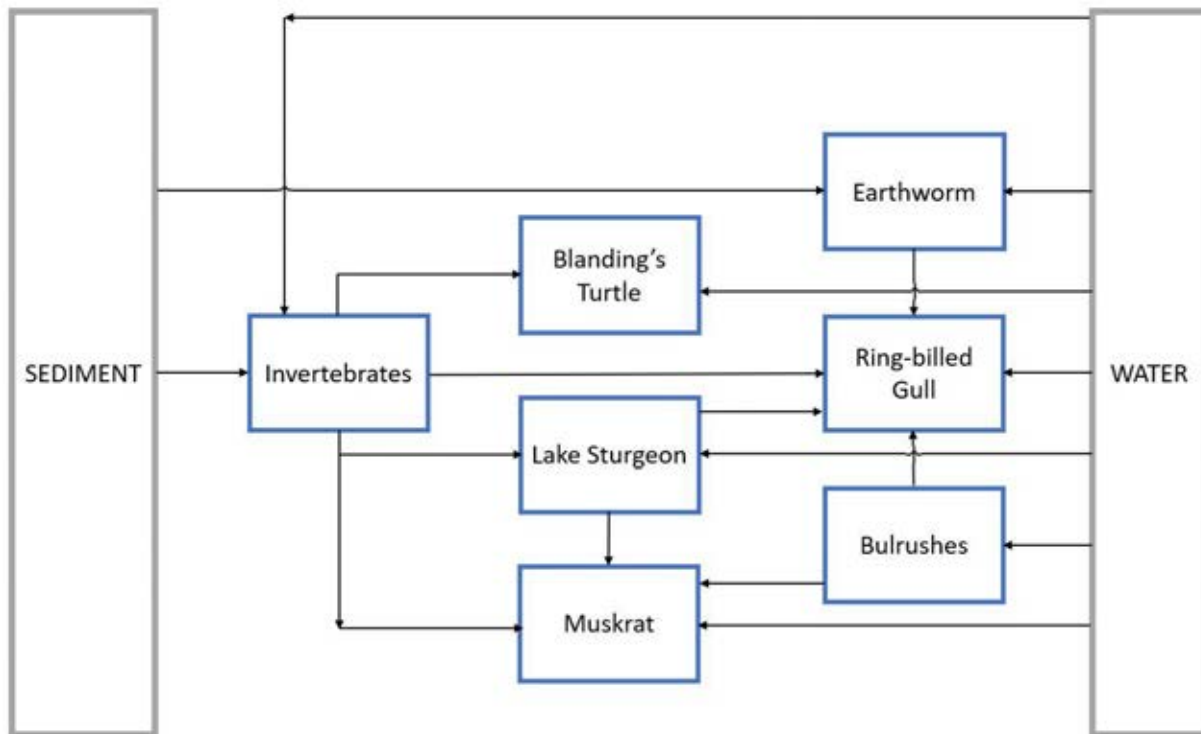 Earthworm
Blanding's
Turtle
SEDIMENT
Invertebrates
Ring-billed
Gull
WATER
Lake Sturgeon
Bulrushes
Muskrat